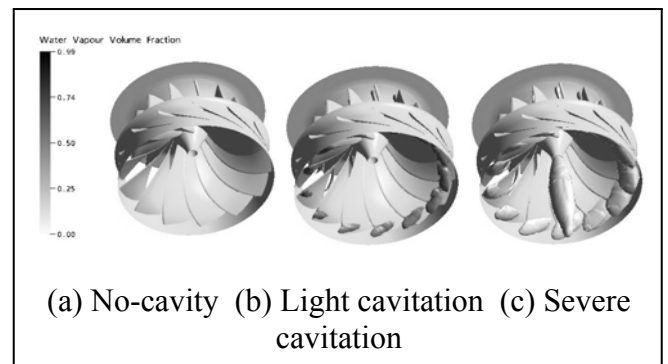 Water Vapour Volume Fraction
0.99
0.74
0.50
0.25
0.00
(a) No-cavity (b) Light cavitation (c) Severe
cavitation